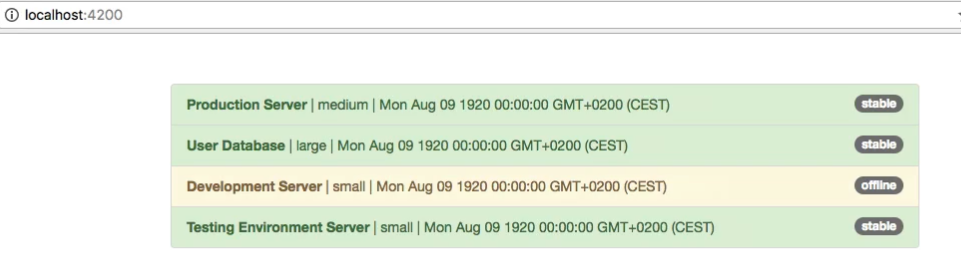 localhost:4200
Production Server | medium | Mon Aug 09 1920 00:00:00 GMT+0200 (CEST) stable
User Database | large | Mon Aug 09 1920 00:00:00 GMT+0200 (CEST) stable
Development Server | small | Mon Aug 09 1920 00:00:00 GMT+0200 (CEST) offline
Testing Environment Server | small | Mon Aug 09 1920 00:00:00 GMT+0200 (CEST) stable